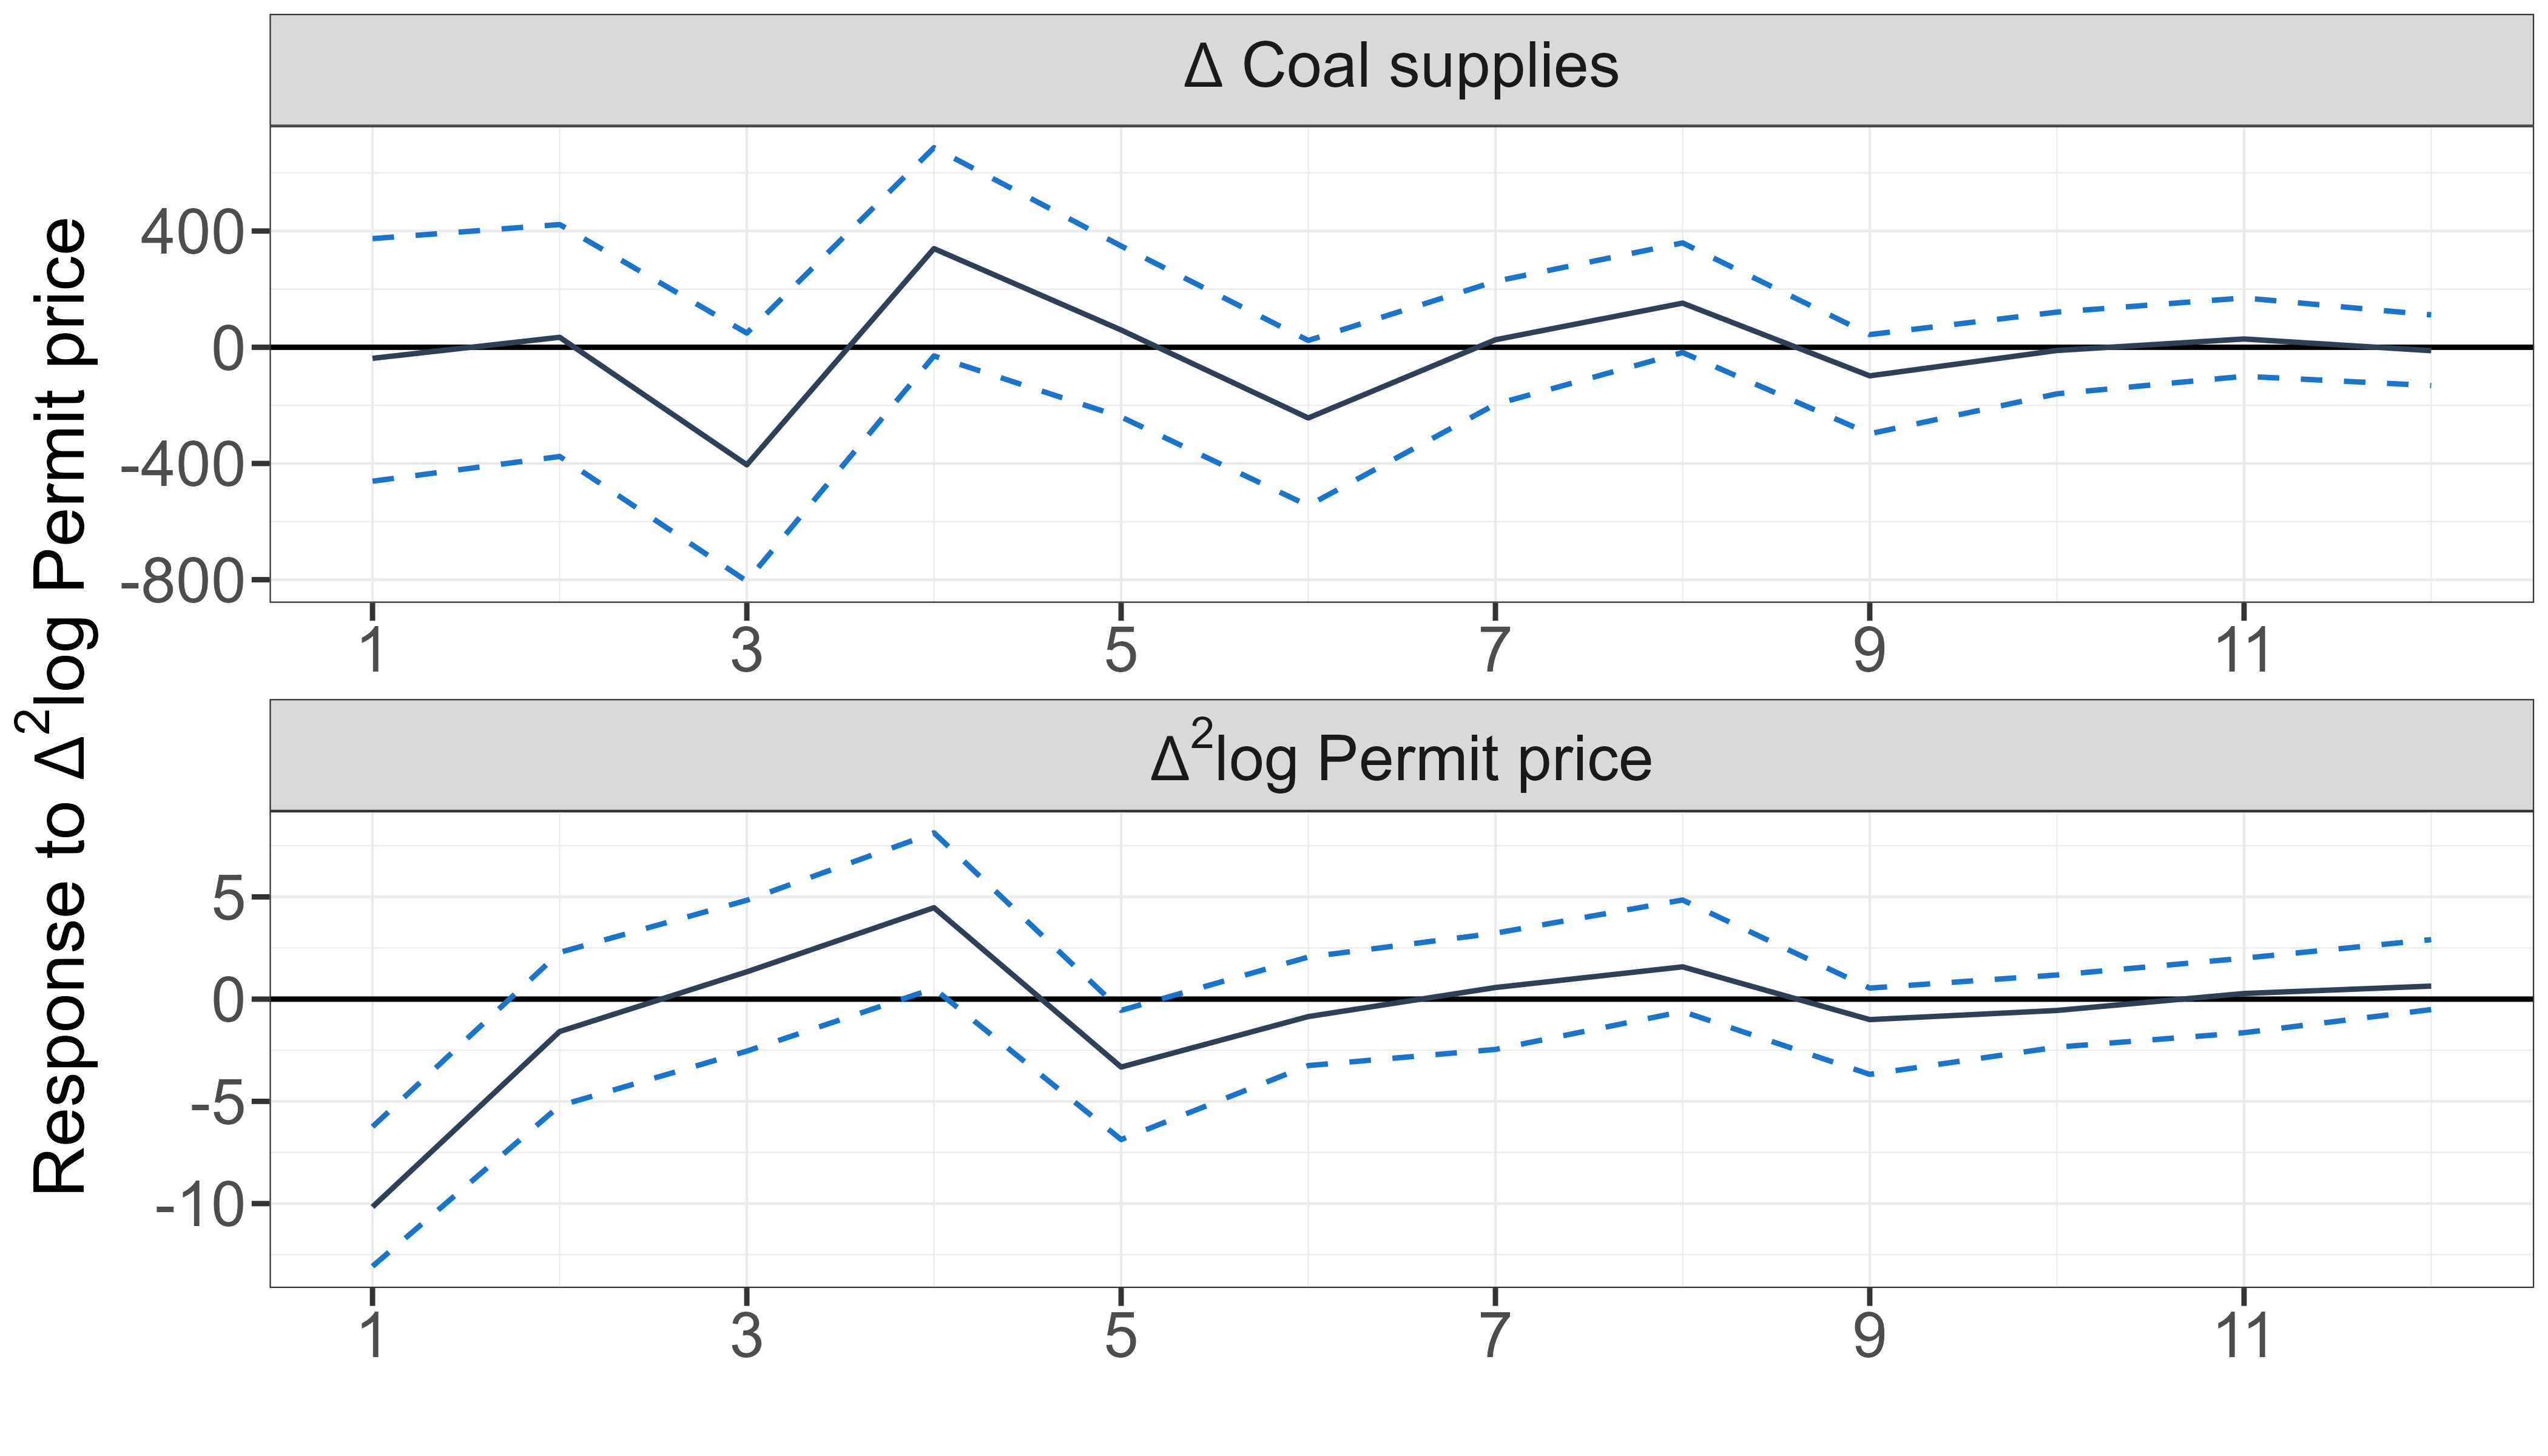 Response to Δ²log Permit price
Δ Coal supplies
400
0
-400
-800
1 3 5 7 9 11
Δ²log Permit price
5
0
-5
-10
1 3 5 7 9 11